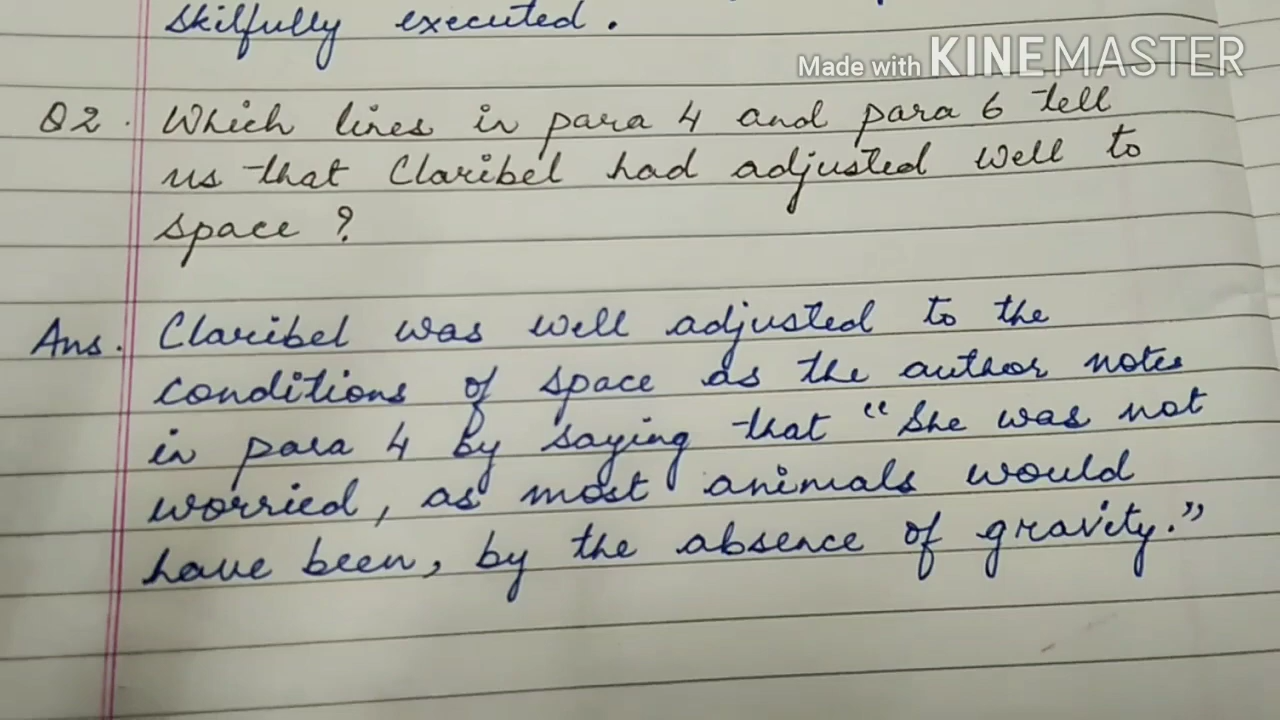 skilfully executed.
Made with KINEMASTER
Q2. Which lines in para 4 and para 6 tell
us that Claribel had adjusted well to
space?
Ans. Claribel was well adjusted to the
conditions of space as the author notes
in para 4 by saying that "She was not
worried, as most animals would
have been, by the absence of gravity."